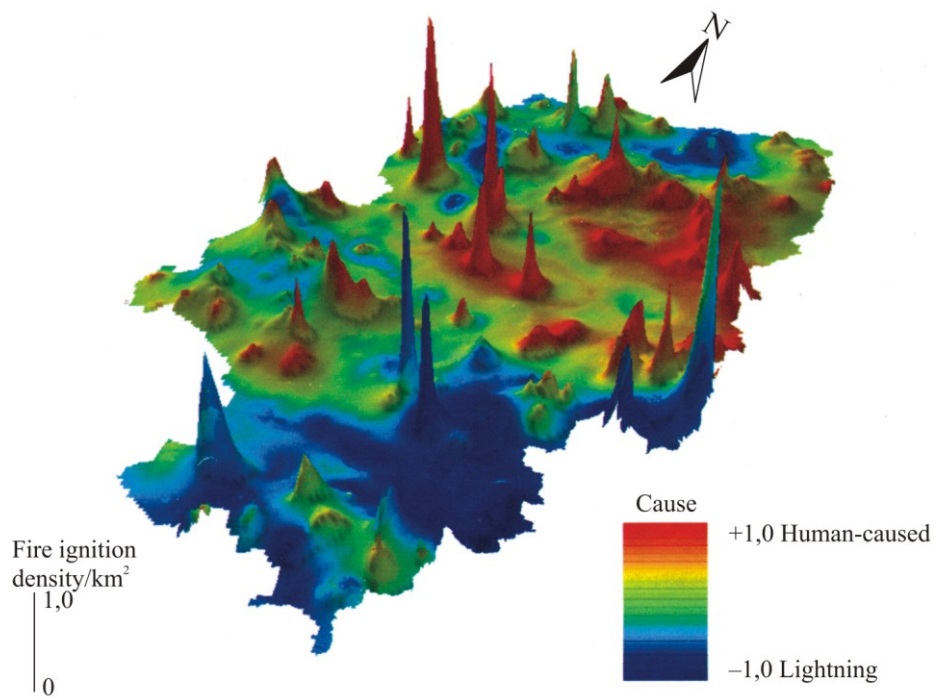 N
Cause
+1,0 Human-caused
–1,0 Lightning
Fire ignition
density/km²
1,0
0